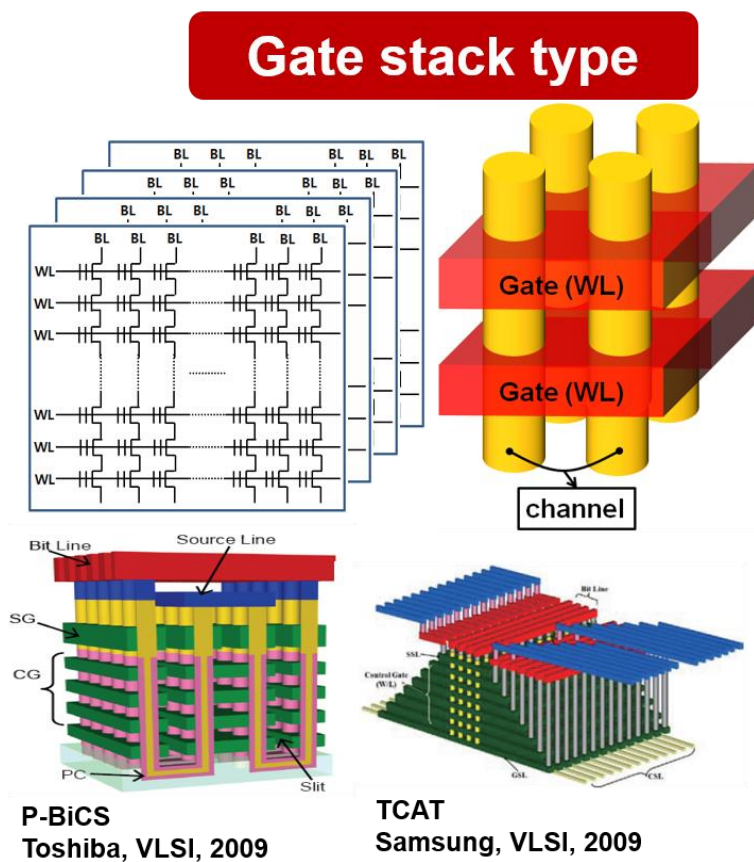 Gate stack type
BL BL BL BL BL BL
BL BL BL BL BL BL
BL BL BL BL BL BL
BL BL BL BL BL BL
WL
WL
WL
WL
WL
WL
Gate (WL)
Gate (WL)
channel
Bit Line
Source Line
SG
CG
PC
Slit
Bit Line
SSL
Control Gate
(W/L)
GSL
CSL
P-BiCS
Toshiba, VLSI, 2009
TCAT
Samsung, VLSI, 2009